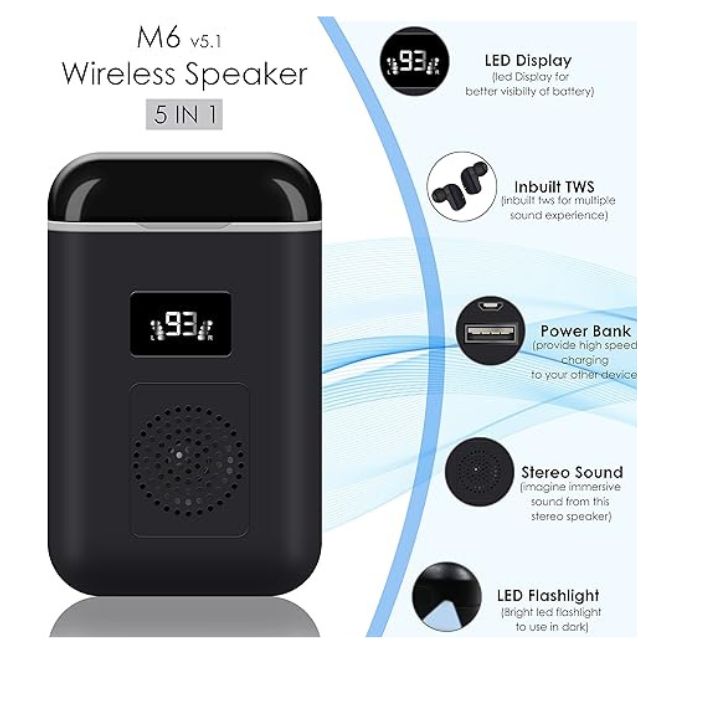 M6 v5.1
Wireless Speaker
5 IN 1
93
L R
93
L R
LED Display
(led Display for
better visibilty of battery)
Inbuilt TWS
(inbuilt tws for multiple
sound experience)
Power Bank
(provide high speed
charging
to your other device
Stereo Sound
(imagine immersive
sound from this
stereo speaker)
LED Flashlight
(Bright led flashlight
to use in dark)